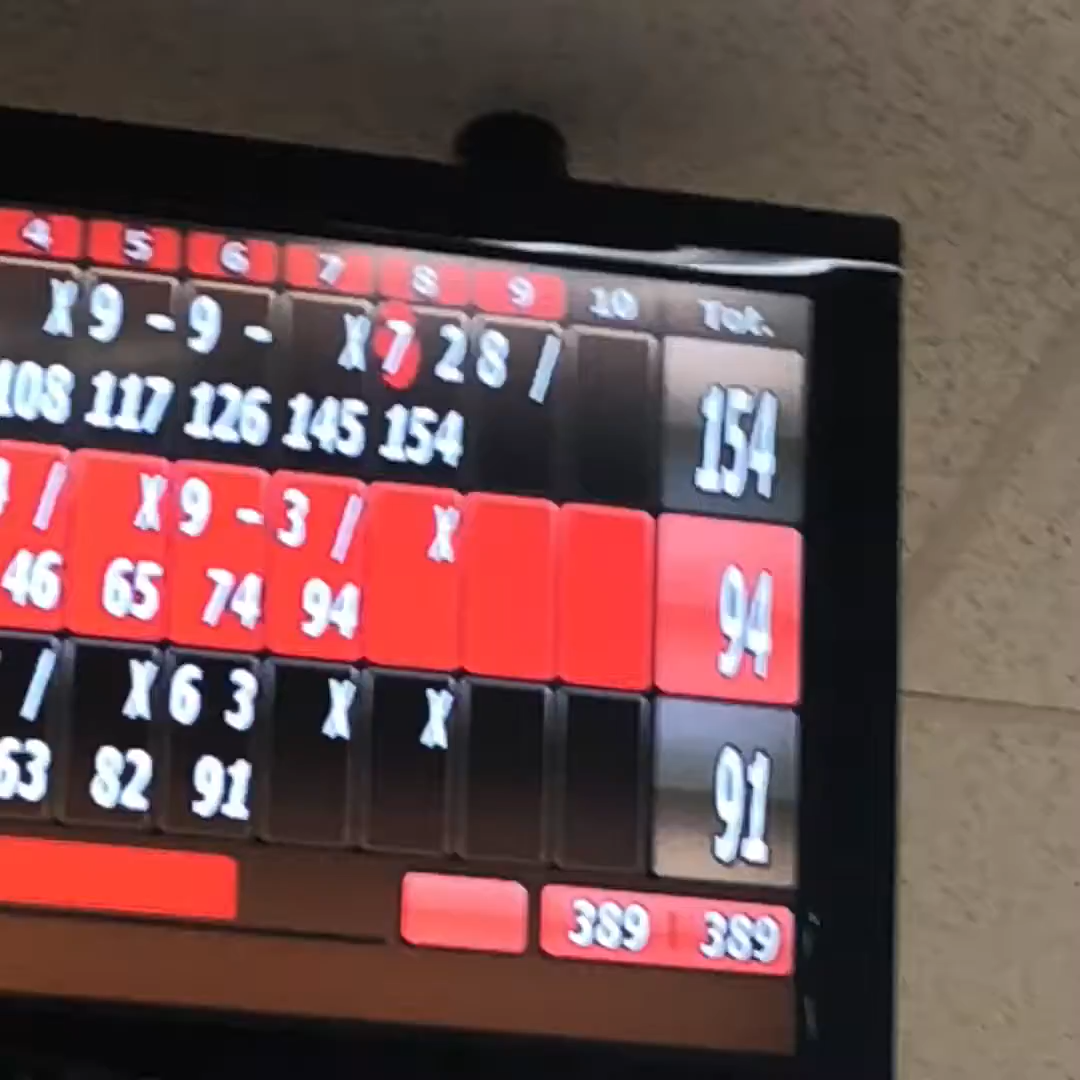 4 5 6 7 8 9 10 Tot.
X 9 - 9 - X 7 2 8 /
108 117 126 145 154 154
/ X 9 - 3 / X
46 65 74 94 94
/ X 6 3 X X
63 82 91 91
389 389